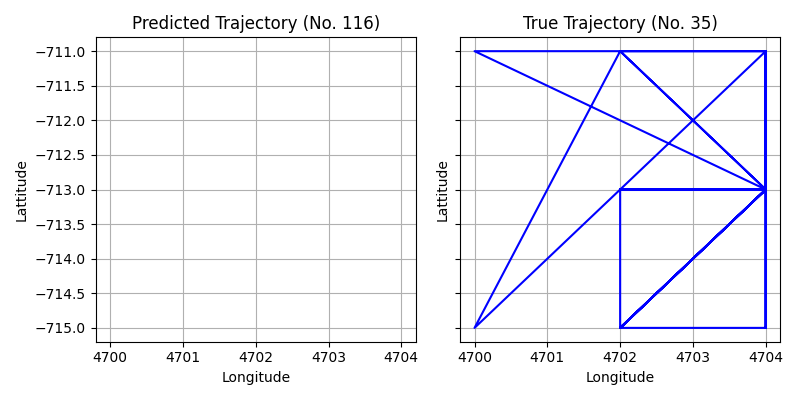 Predicted Trajectory (No. 116)
−711.0
−711.5
−712.0
−712.5
−713.0
−713.5
−714.0
−714.5
−715.0
Lattitude
4700 4701 4702 4703 4704
Longitude
True Trajectory (No. 35)
Lattitude
4700 4701 4702 4703 4704
Longitude